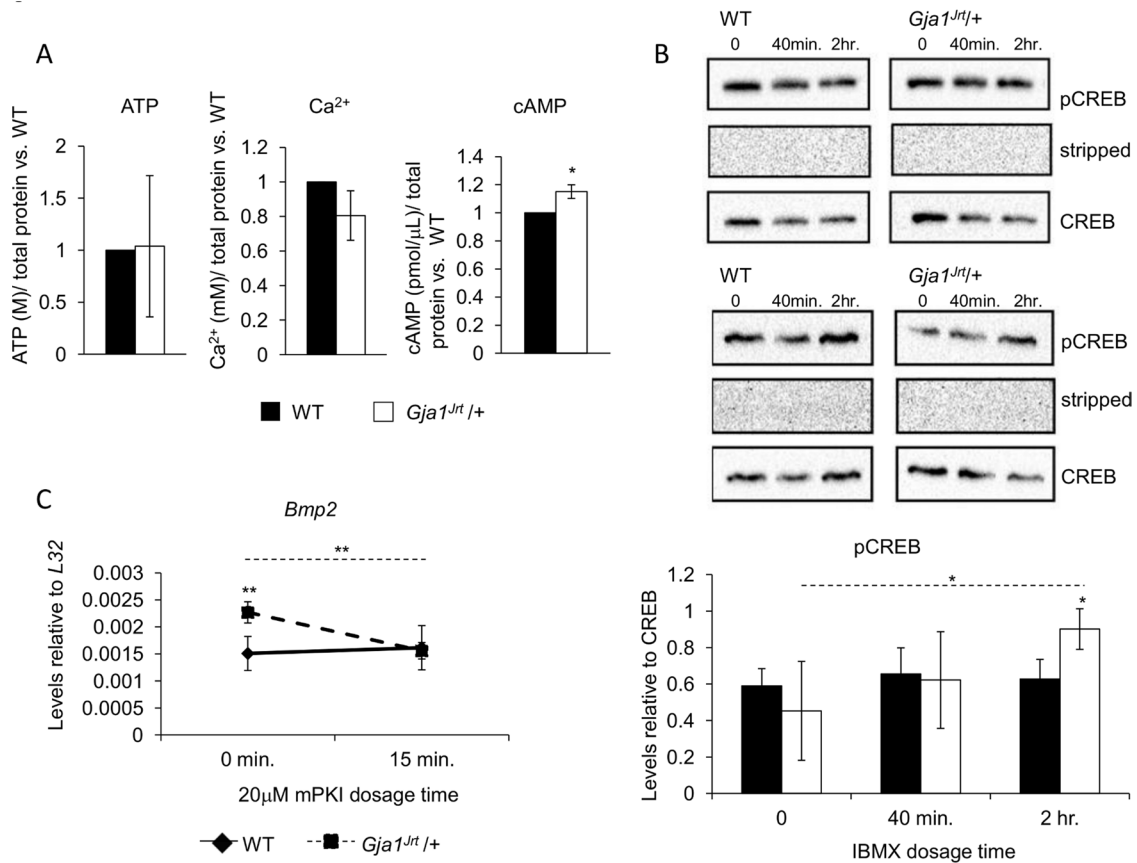 A
ATP
Ca²⁺
cAMP
ATP (M)/ total protein vs. WT
2
1.5
1
0.5
0
Ca²⁺ (mM)/ total protein vs. WT
1.2
1
0.8
0.6
0.4
0.2
0
cAMP (pmol/µL)/ total
protein vs. WT
1.4
1.2
1
0.8
0.6
0.4
0.2
0
*
WT
Gja1ᴶʳᵗ /+
B
WT
0 40min. 2hr.
Gja1ᴶʳᵗ/+
0 40min. 2hr.
pCREB
stripped
CREB
WT
0 40min. 2hr.
Gja1ᴶʳᵗ/+
0 40min. 2hr.
pCREB
stripped
CREB
pCREB
Levels relative to CREB
1.2
1
0.8
0.6
0.4
0.2
0
*
*
0 40 min. 2 hr.
IBMX dosage time
C
Bmp2
**
Levels relative to L32
0.003
0.0025
0.002
0.0015
0.001
0.0005
0
**
0 min. 15 min.
20µM mPKI dosage time
WT
Gja1ᴶʳᵗ/+